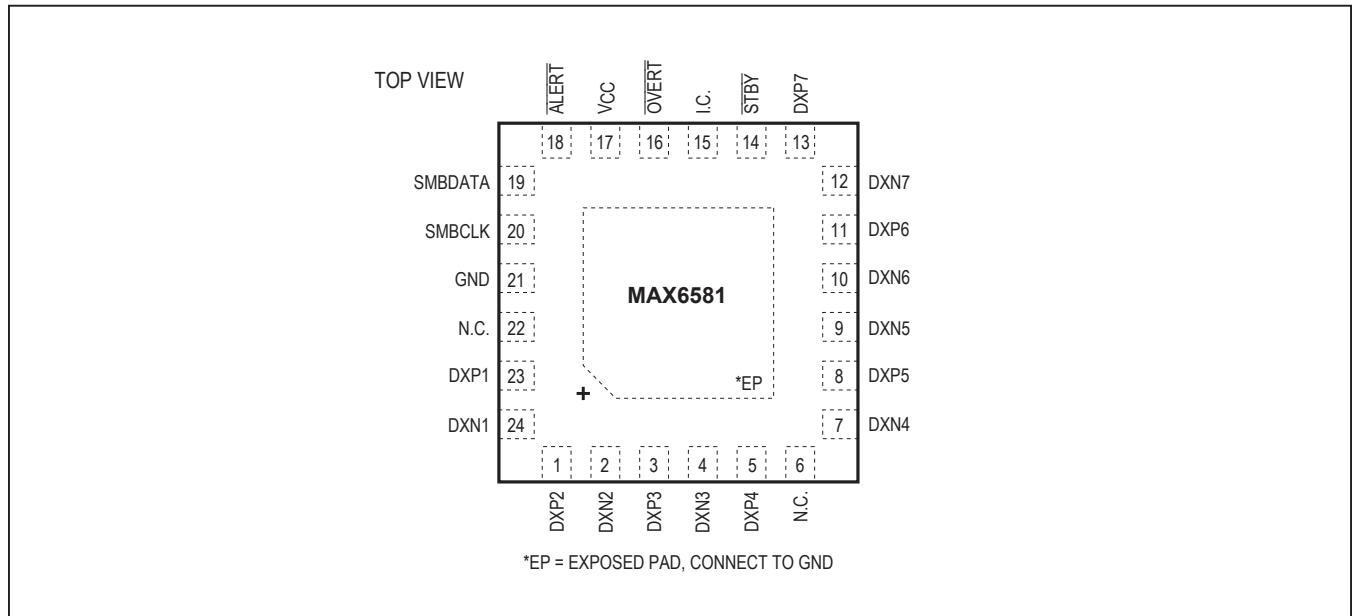 TOP VIEW
ALERT
VCC
OVERT
I.C.
STBY
DXP7
18
17
16
15
14
13
SMBDATA 19
12 DXN7
SMBCLK 20
11 DXP6
GND 21
10 DXN6
MAX6581
N.C. 22
9 DXN5
DXP1 23
8 DXP5
*EP
+
DXN1 24
7 DXN4
1
2
3
4
5
6
DXP2
DXN2
DXP3
DXN3
DXP4
N.C.
*EP = EXPOSED PAD, CONNECT TO GND